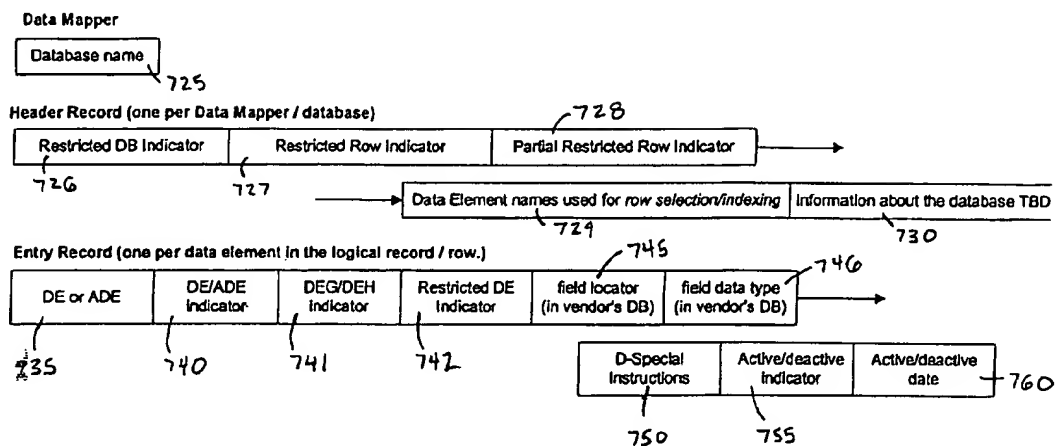 Data Mapper
Database name
725
Header Record (one per Data Mapper / database)
728
Restricted DB Indicator Restricted Row Indicator Partial Restricted Row Indicator
726 727
Data Element names used for row selection/indexing Information about the database TBD
729 730
Entry Record (one per data element in the logical record / row.)
745 746
DE or ADE DE/ADE Indicator DEG/DEH Indicator Restricted DE Indicator field locator (in vendor's DB) field data type (in vendor's DB)
735 740 741 742
D-Special Instructions Active/deactive indicator Active/deactive date
760
750 755